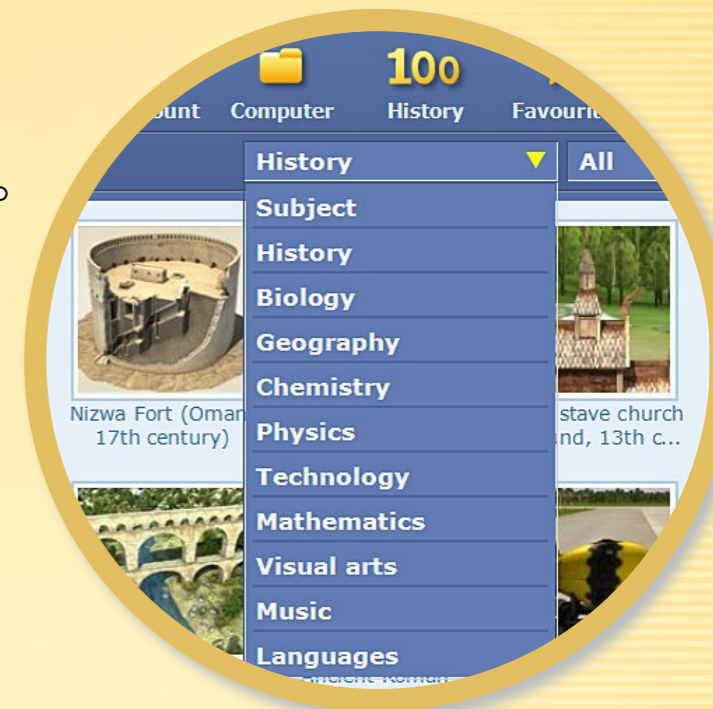 100
Computer History
History All
Subject
History
Biology
Geography
Chemistry
Physics
Technology
Mathematics
Visual arts
Music
Languages
Nizwa Fort (Oman
17th century)
stave church
13th c...